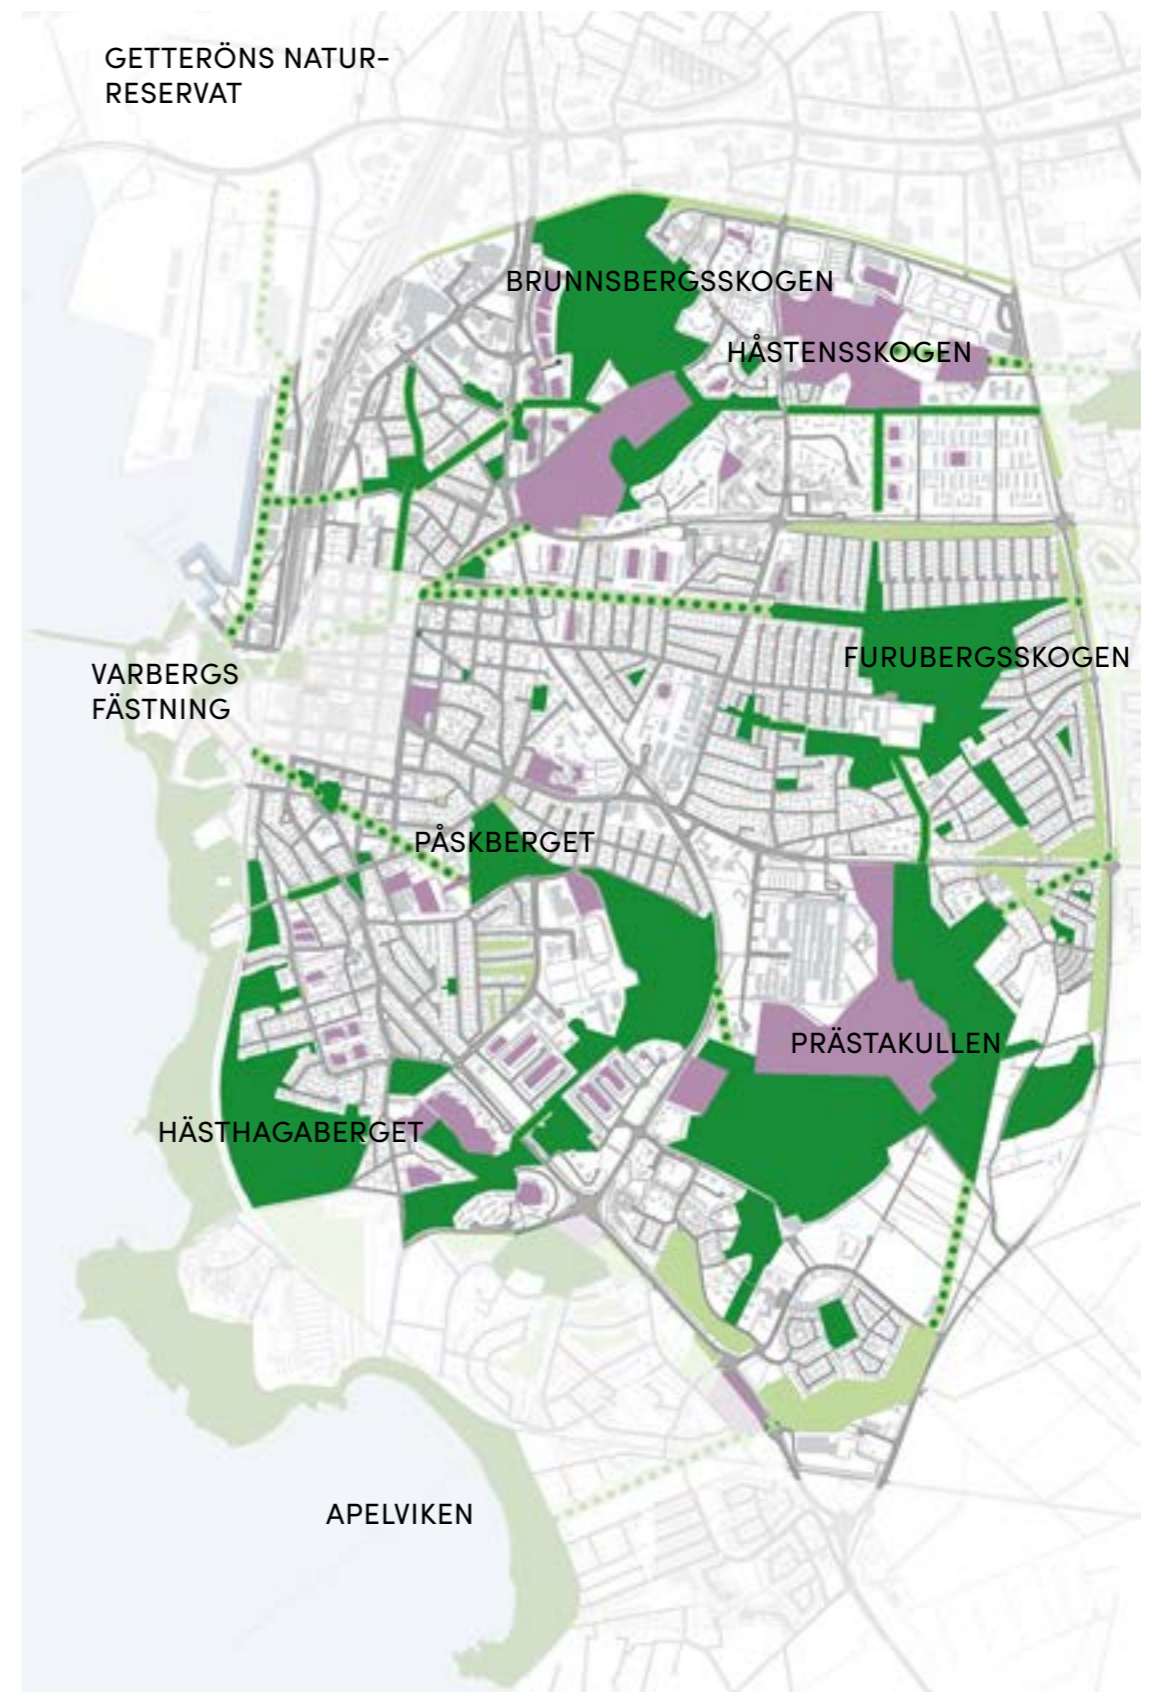 GETTERÖNS NATUR-
RESERVAT
BRUNNSBERGSSKOGEN
HÅSTENSSKOGEN
FURUBERGSSKOGEN
VARBERGS
FÄSTNING
PÅSKBERGET
PRÄSTAKULLEN
HÄSTHAGABERGET
APELVIKEN